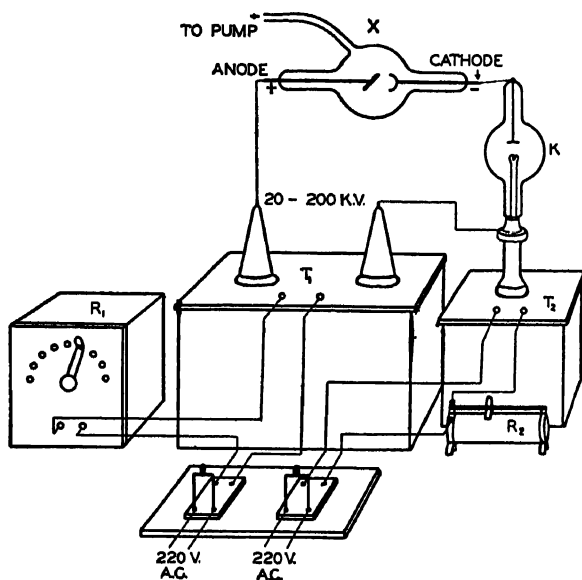 X
TO PUMP
CATHODE
ANODE
+
-
K
20 - 200 K.V.
T1
T2
R1
R2
220 V. 220 V.
A.C. A.C.